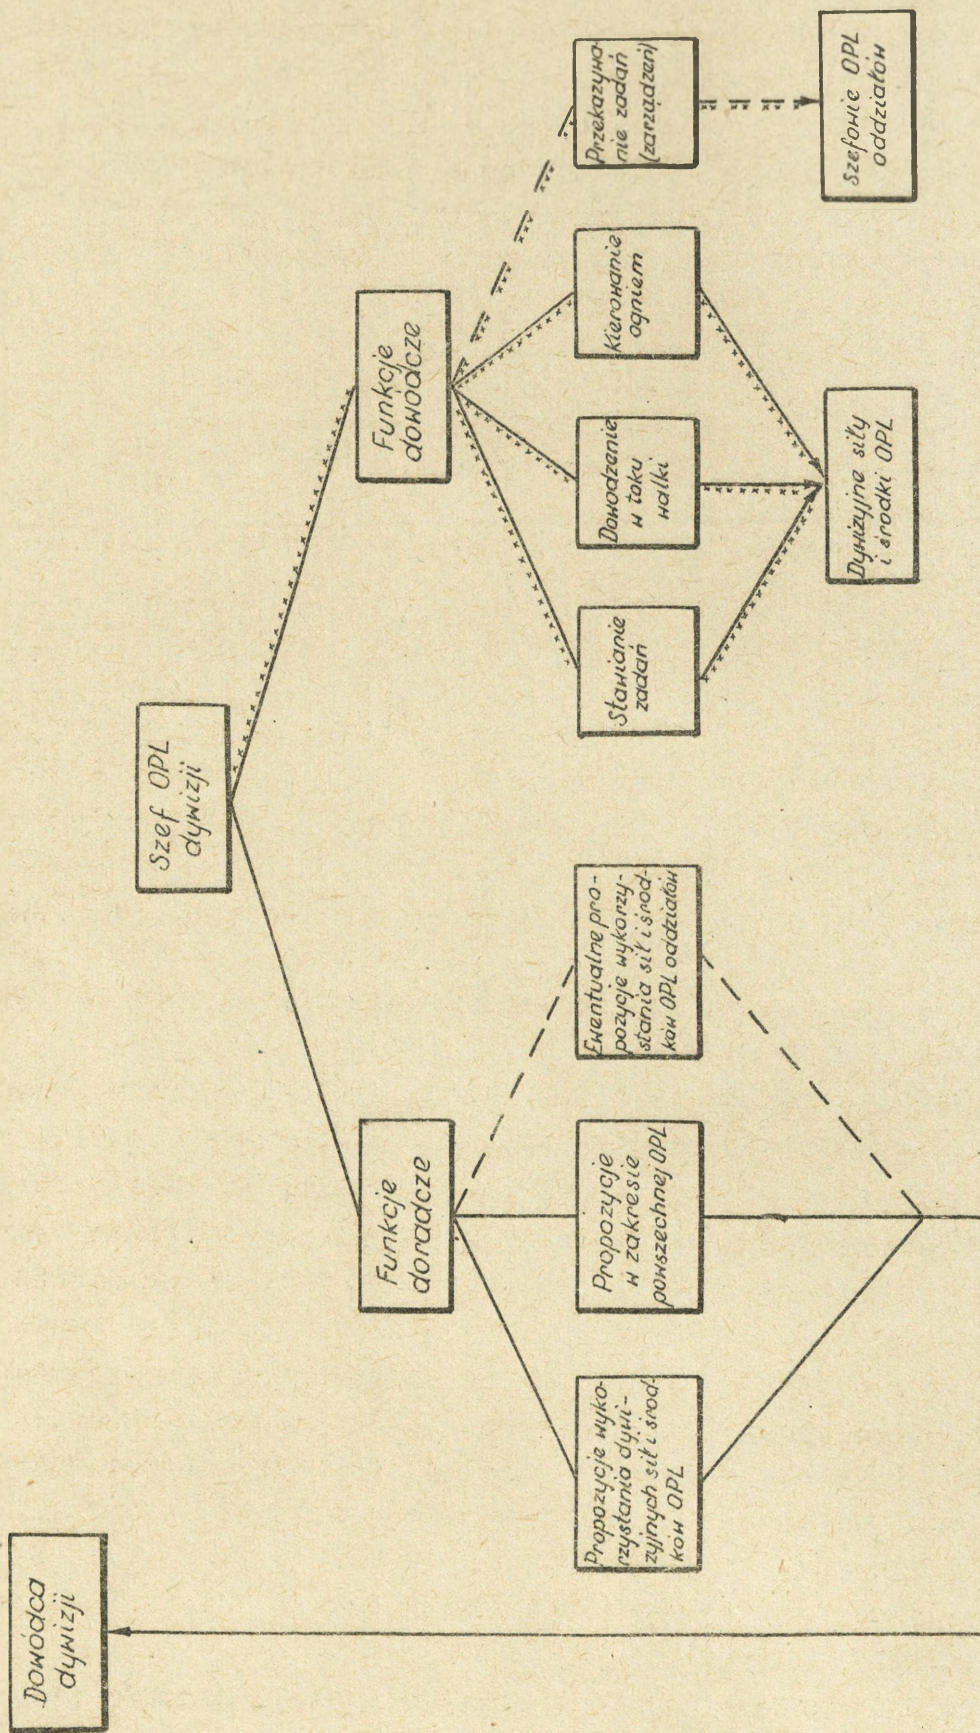 Dowódca
dywizji
Szef OPL
dywizji
Funkcje
doradcze
Funkcje
dowódcze
Propozycje wyko-
rzystania dywi-
zyjnych sił i środ-
ków OPL
Propozycje
w zakresie
powszechnej OPL
Ewentualne pro-
pozycje wykorzy-
stania sił i środ-
ków OPL oddziałów
Stawianie
zadań
Dowodzenie
w toku
walki
Kierowanie
ogniem
Przekazywa-
nie zadań
(zarządzeń)
Dywizyjne siły
i środki OPL
Szefowie OPL
oddziałów